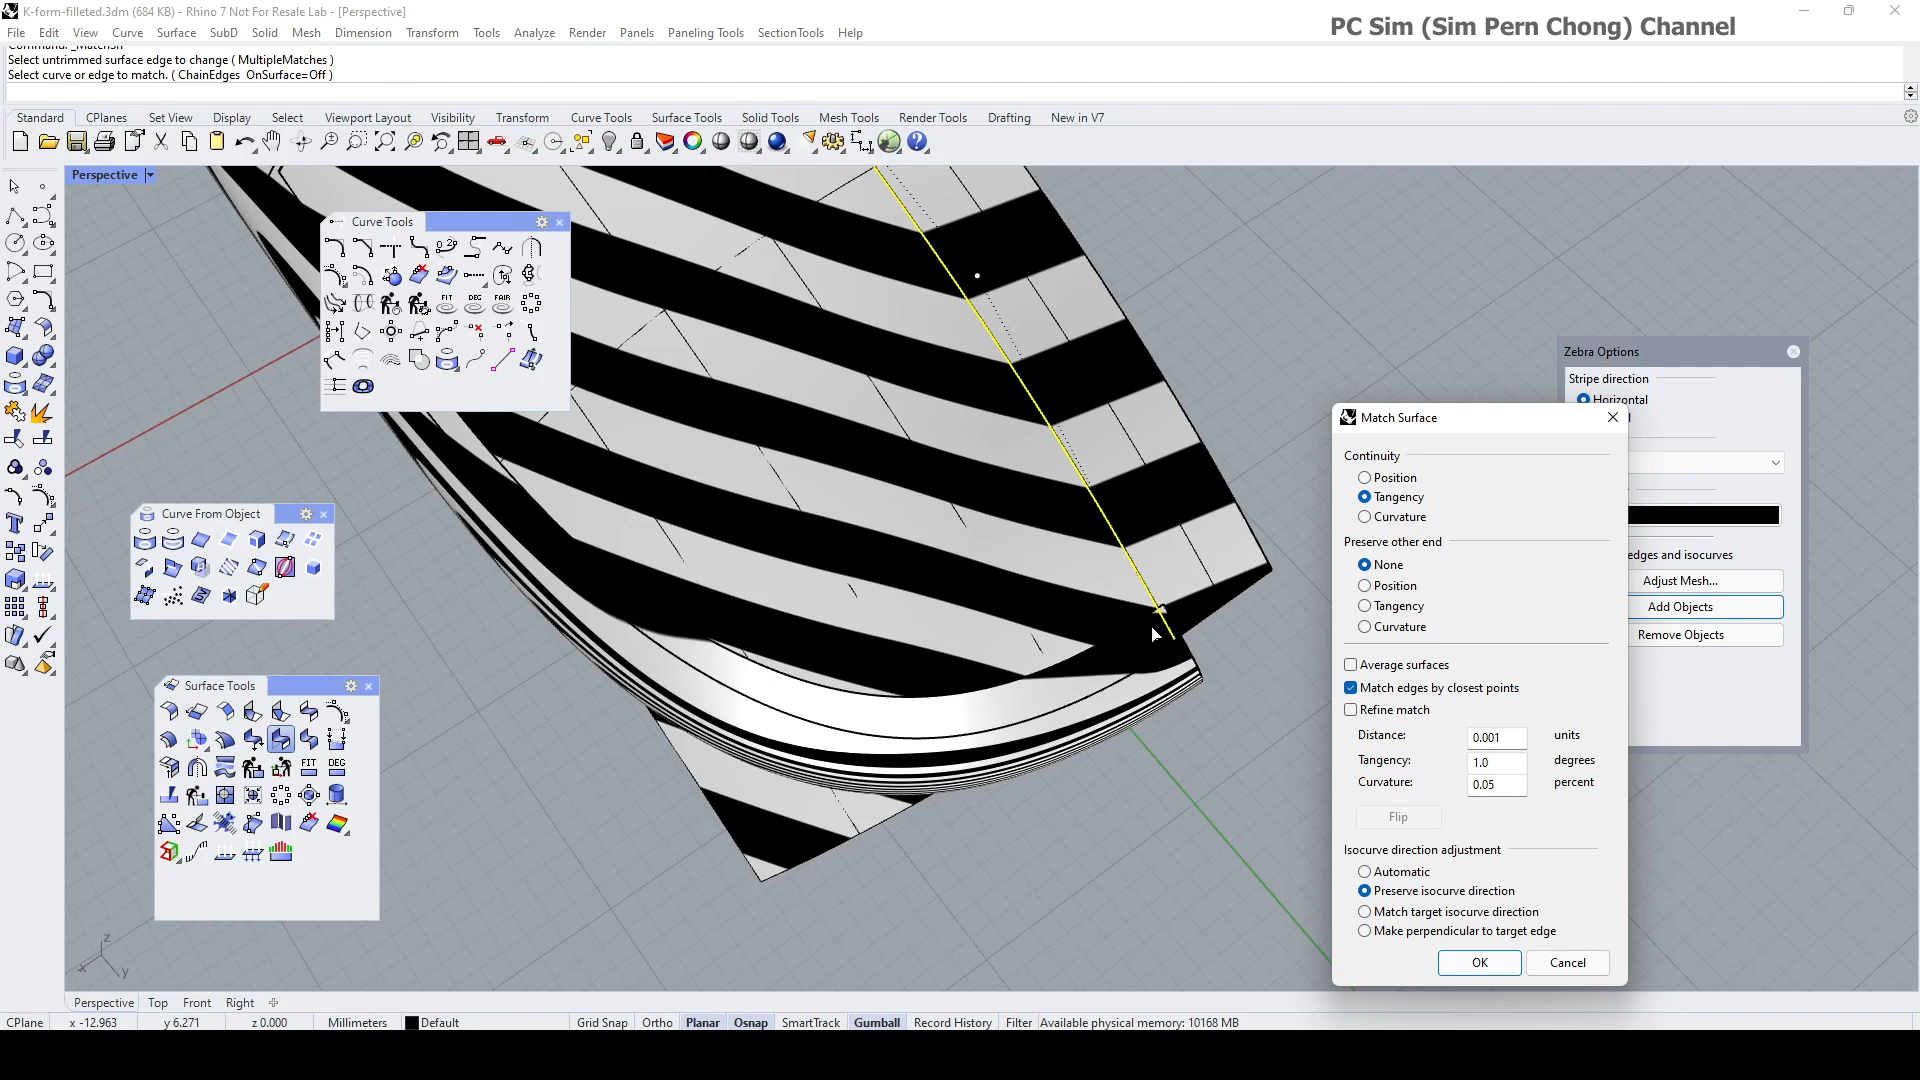 K-form-filleted.3dm (684 KB) - Rhino 7 Not For Resale Lab - [Perspective]
PC Sim (Sim Pern Chong) Channel
File Edit View Curve Surface SubD Solid Mesh Dimension Transform Tools Analyze Render Panels Paneling Tools SectionTools Help
Select untrimmed surface edge to change ( MultipleMatches )
Select curve or edge to match. ( ChainEdges OnSurface=Off )
Standard CPlanes Set View Display Select Viewport Layout Visibility Transform Curve Tools Surface Tools Solid Tools Mesh Tools Render Tools Drafting New in V7
Perspective
Curve Tools
FIT DEG FAIR
Curve From Object
Surface Tools
FIT DEG
Zebra Options
Stripe direction
Horizontal
edges and isocurves
Adjust Mesh...
Add Objects
Remove Objects
Match Surface
Continuity
Position
Tangency
Curvature
Preserve other end
None
Position
Tangency
Curvature
Average surfaces
Match edges by closest points
Refine match
Distance: 0.001 units
Tangency: 1.0 degrees
Curvature: 0.05 percent
Flip
Isocurve direction adjustment
Automatic
Preserve isocurve direction
Match target isocurve direction
Make perpendicular to target edge
OK Cancel
z
x y
Perspective Top Front Right
CPlane x -12.963 y 6.271 z 0.000 Millimeters Default Grid Snap Ortho Planar Osnap SmartTrack Gumball Record History Filter Available physical memory: 10168 MB